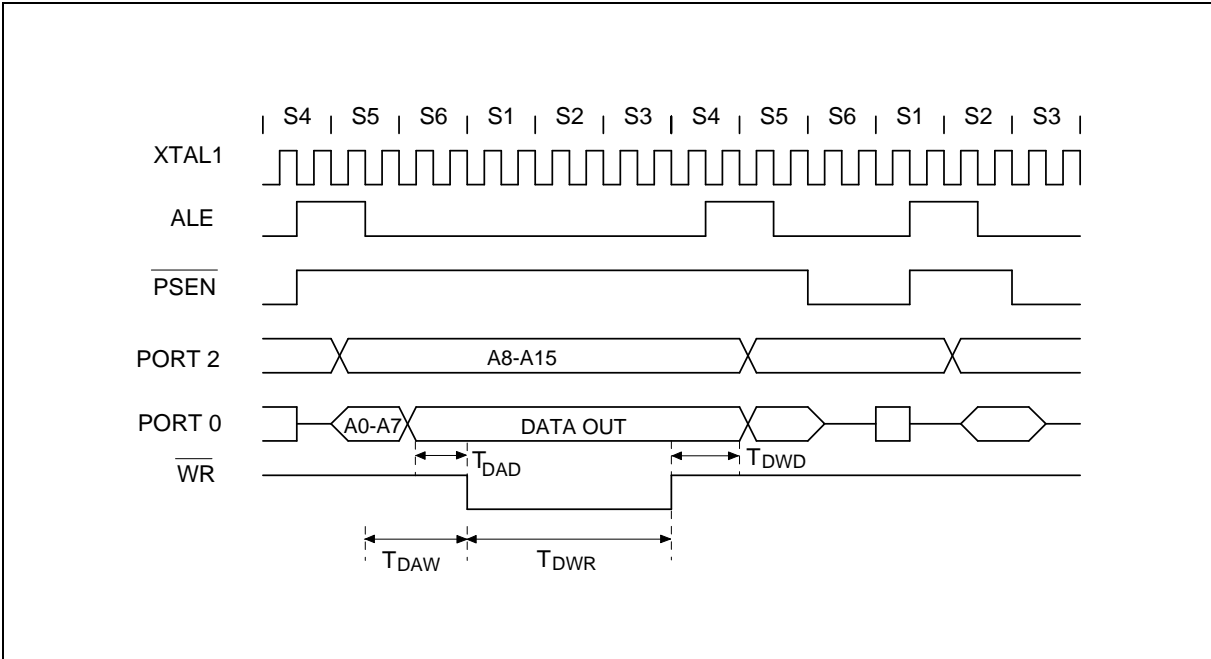 S4 S5 S6 S1 S2 S3 S4 S5 S6 S1 S2 S3
XTAL1
ALE
PSEN
PORT 2 A8-A15
PORT 0 A0-A7 DATA OUT
WR TDAD TDWD
TDAW TDWR